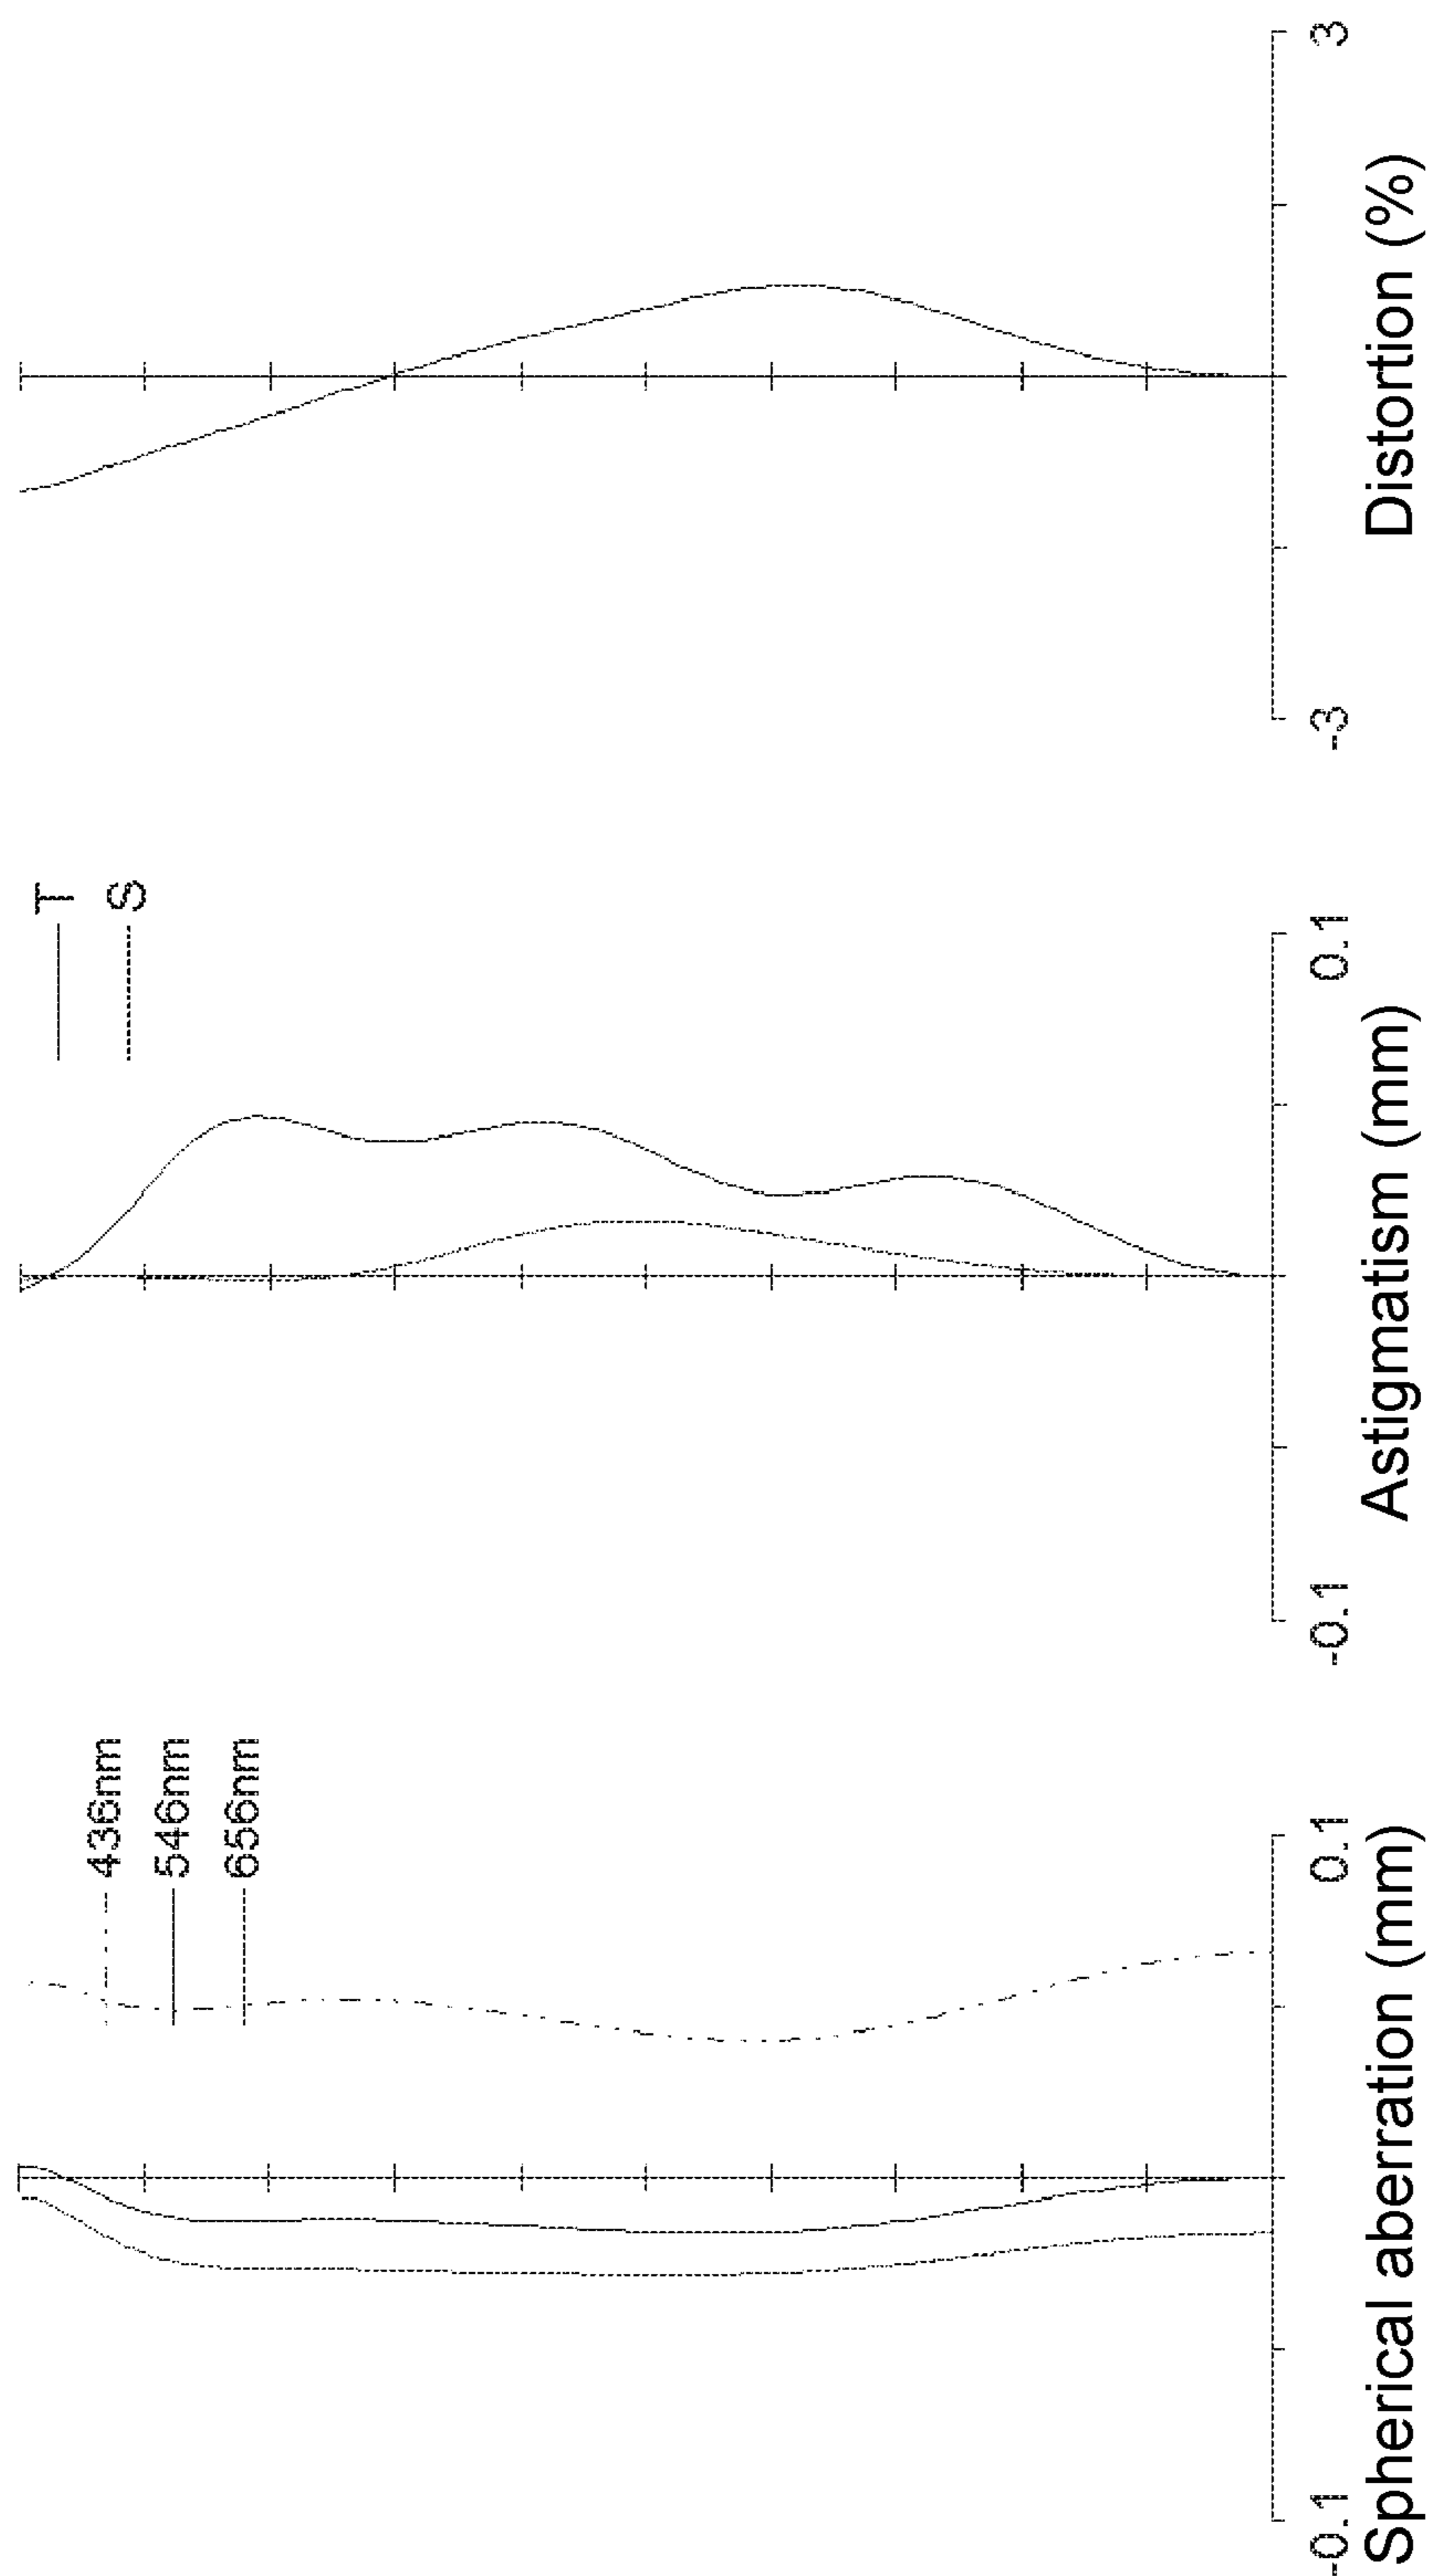 436nm
546nm
656nm
-0.1
0.1
Spherical aberration (mm)
T
S
-0.1
0.1
Astigmatism (mm)
-3
3
Distortion (%)